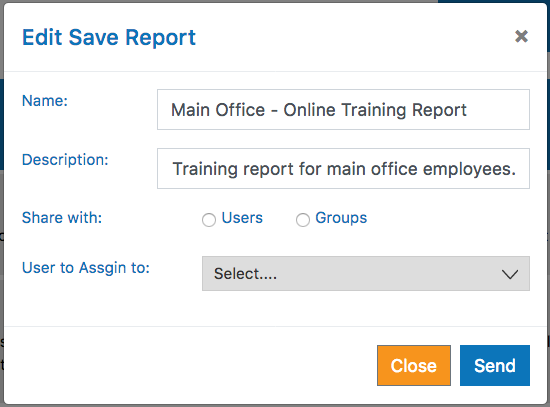 Edit Save Report ×
Name: Main Office - Online Training Report
Description: Training report for main office employees.
Share with: Users Groups
User to Assgin to: Select....
Close Send